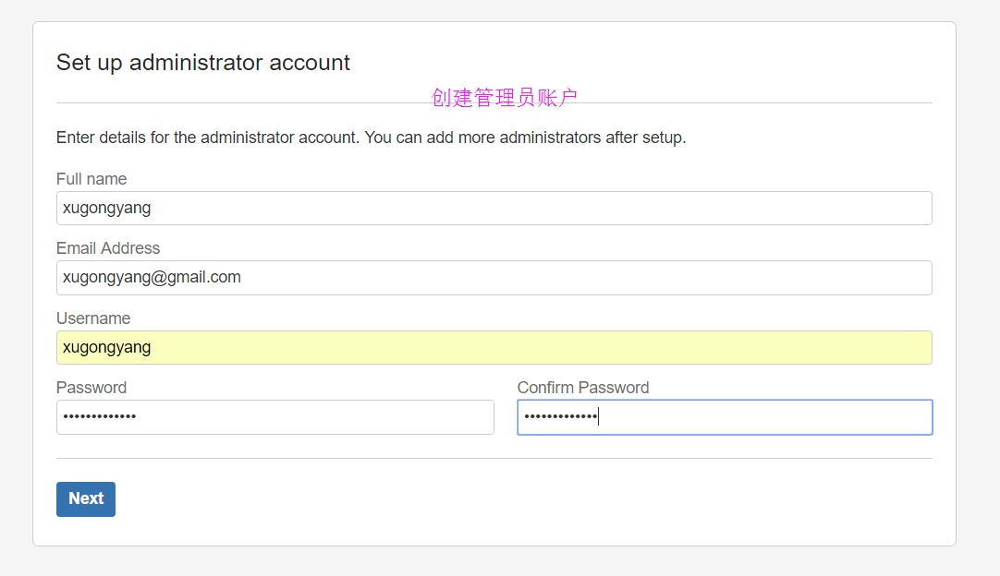 Set up administrator account
创建管理员账户
Enter details for the administrator account. You can add more administrators after setup.
Full name
xugongyang
Email Address
xugongyang@gmail.com
Username
xugongyang
Password Confirm Password
••••••••••••• •••••••••••••
Next